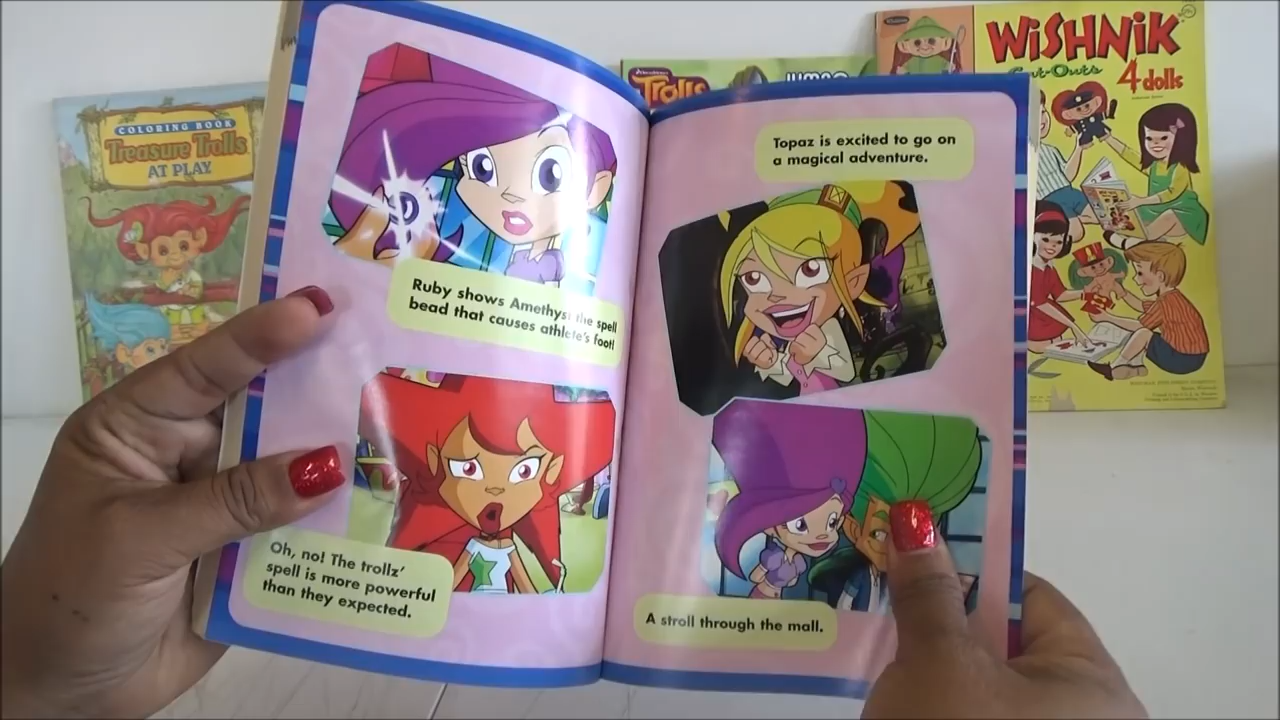 COLORING BOOK
Treasure Trolls
AT PLAY
Trolls
JUMBO
WiSHNiK
Cut-Outs
4 dolls
D
Ruby shows Amethyst the spell
bead that causes athlete's foot!
Oh, no! The trollz'
spell is more powerful
than they expected.
Topaz is excited to go on
a magical adventure.
A stroll through the mall.